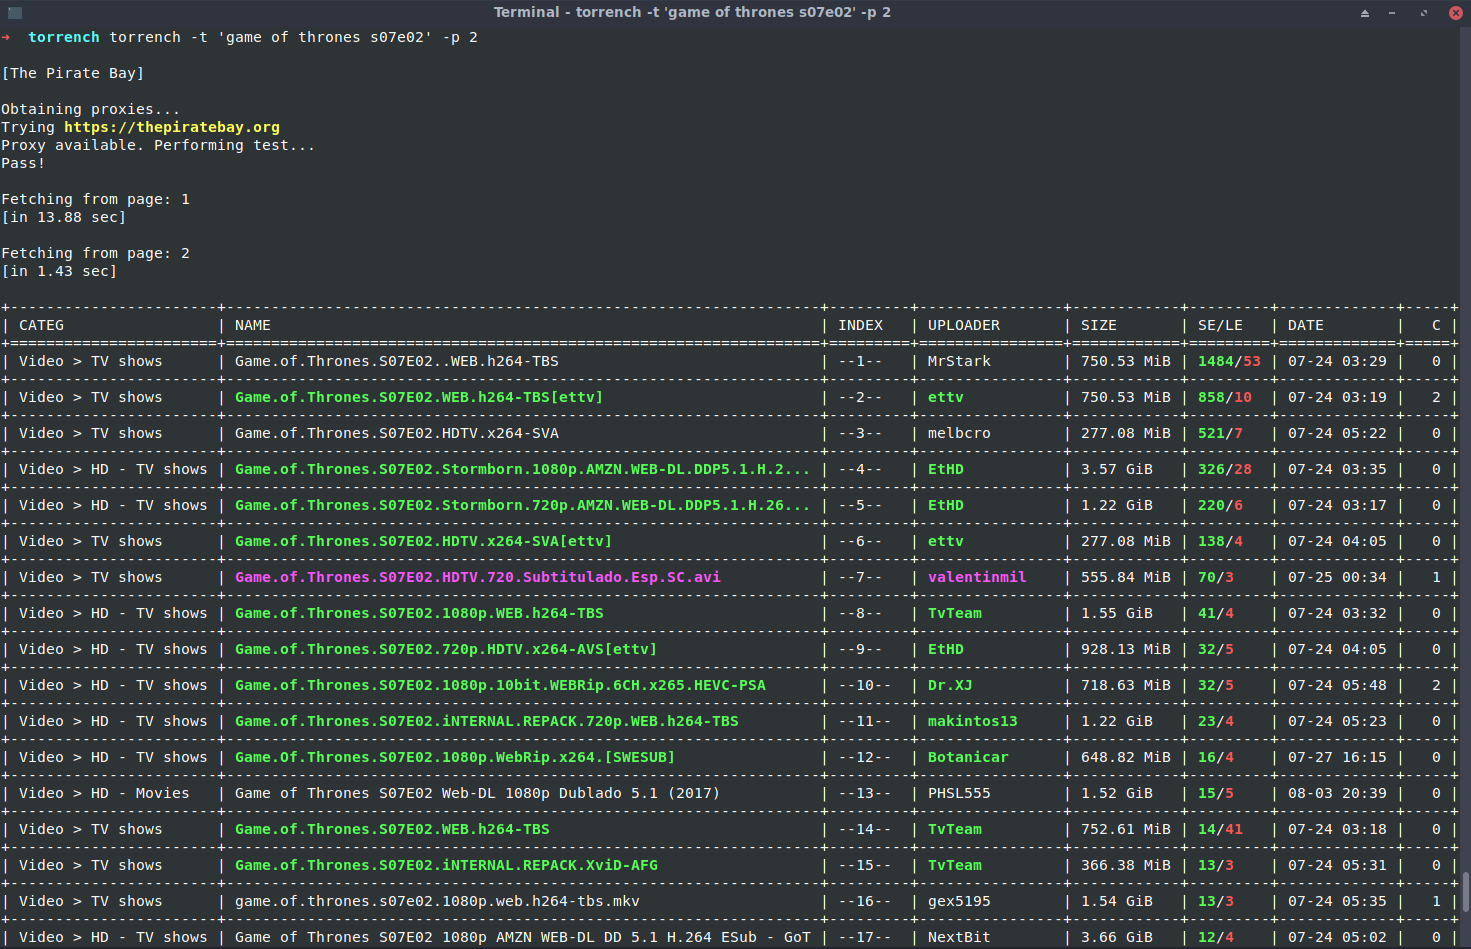 Terminal - torrench -t 'game of thrones s07e02' -p 2
→ torrench torrench -t 'game of thrones s07e02' -p 2
[The Pirate Bay]
Obtaining proxies...
Trying https://thepiratebay.org
Proxy available. Performing test...
Pass!
Fetching from page: 1
[in 13.88 sec]
Fetching from page: 2
[in 1.43 sec]
| CATEG | NAME | INDEX | UPLOADER | SIZE | SE/LE | DATE | C |
| Video > TV shows | Game.of.Thrones.S07E02..WEB.h264-TBS | --1-- | MrStark | 750.53 MiB | 1484/53 | 07-24 03:29 | 0 |
| Video > TV shows | Game.of.Thrones.S07E02.WEB.h264-TBS[ettv] | --2-- | ettv | 750.53 MiB | 858/10 | 07-24 03:19 | 2 |
| Video > TV shows | Game.of.Thrones.S07E02.HDTV.x264-SVA | --3-- | melbcro | 277.08 MiB | 521/7 | 07-24 05:22 | 0 |
| Video > HD - TV shows | Game.of.Thrones.S07E02.Stormborn.1080p.AMZN.WEB-DL.DDP5.1.H.2... | --4-- | EtHD | 3.57 GiB | 326/28 | 07-24 03:35 | 0 |
| Video > HD - TV shows | Game.of.Thrones.S07E02.Stormborn.720p.AMZN.WEB-DL.DDP5.1.H.26... | --5-- | EtHD | 1.22 GiB | 220/6 | 07-24 03:17 | 0 |
| Video > TV shows | Game.of.Thrones.S07E02.HDTV.x264-SVA[ettv] | --6-- | ettv | 277.08 MiB | 138/4 | 07-24 04:05 | 0 |
| Video > TV shows | Game.of.Thrones.S07E02.HDTV.720.Subtitulado.Esp.SC.avi | --7-- | valentinmil | 555.84 MiB | 70/3 | 07-25 00:34 | 1 |
| Video > HD - TV shows | Game.of.Thrones.S07E02.1080p.WEB.h264-TBS | --8-- | TvTeam | 1.55 GiB | 41/4 | 07-24 03:32 | 0 |
| Video > HD - TV shows | Game.of.Thrones.S07E02.720p.HDTV.x264-AVS[ettv] | --9-- | EtHD | 928.13 MiB | 32/5 | 07-24 04:05 | 0 |
| Video > HD - TV shows | Game.of.Thrones.S07E02.1080p.10bit.WEBRip.6CH.x265.HEVC-PSA | --10-- | Dr.XJ | 718.63 MiB | 32/5 | 07-24 05:48 | 2 |
| Video > HD - TV shows | Game.of.Thrones.S07E02.iNTERNAL.REPACK.720p.WEB.h264-TBS | --11-- | makintos13 | 1.22 GiB | 23/4 | 07-24 05:23 | 0 |
| Video > HD - TV shows | Game.Of.Thrones.S07E02.1080p.WebRip.x264.[SWESUB] | --12-- | Botanicar | 648.82 MiB | 16/4 | 07-27 16:15 | 0 |
| Video > HD - Movies | Game of Thrones S07E02 Web-DL 1080p Dublado 5.1 (2017) | --13-- | PHSL555 | 1.52 GiB | 15/5 | 08-03 20:39 | 0 |
| Video > TV shows | Game.of.Thrones.S07E02.WEB.h264-TBS | --14-- | TvTeam | 752.61 MiB | 14/41 | 07-24 03:18 | 0 |
| Video > TV shows | Game.of.Thrones.S07E02.iNTERNAL.REPACK.XviD-AFG | --15-- | TvTeam | 366.38 MiB | 13/3 | 07-24 05:31 | 0 |
| Video > TV shows | game.of.thrones.s07e02.1080p.web.h264-tbs.mkv | --16-- | gex5195 | 1.54 GiB | 13/3 | 07-24 05:35 | 1 |
| Video > HD - TV shows | Game of Thrones S07E02 1080p AMZN WEB-DL DD 5.1 H.264 ESub - GoT | --17-- | NextBit | 3.66 GiB | 12/4 | 07-24 05:02 | 0 |